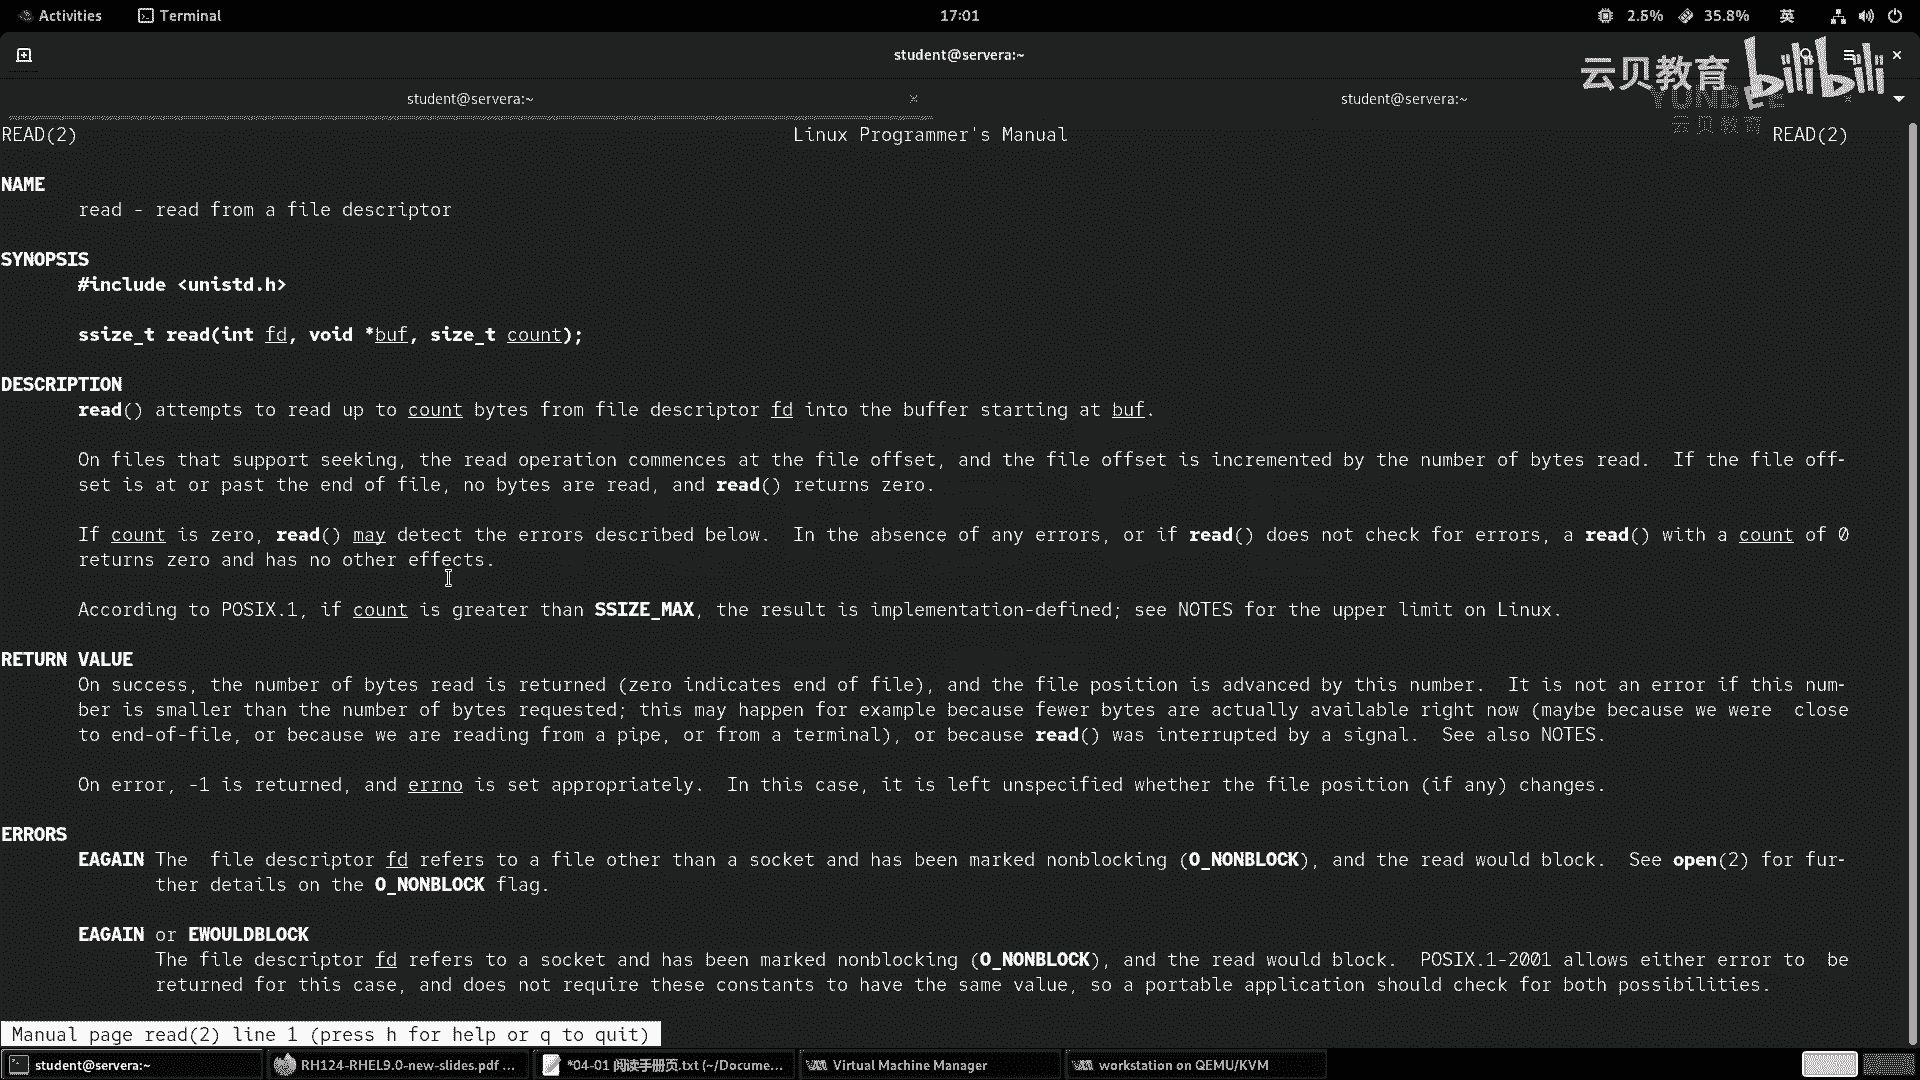 Activities Terminal 17:01 2.5% 35.8% 英
student@servera:~
云贝教育 bilibili
student@servera:~ student@servera:~
云贝教育
READ(2) Linux Programmer's Manual READ(2)
NAME
read - read from a file descriptor
SYNOPSIS
#include <unistd.h>
ssize_t read(int fd, void *buf, size_t count);
DESCRIPTION
read() attempts to read up to count bytes from file descriptor fd into the buffer starting at buf.
On files that support seeking, the read operation commences at the file offset, and the file offset is incremented by the number of bytes read. If the file off-
set is at or past the end of file, no bytes are read, and read() returns zero.
If count is zero, read() may detect the errors described below. In the absence of any errors, or if read() does not check for errors, a read() with a count of 0
returns zero and has no other effects.
According to POSIX.1, if count is greater than SSIZE_MAX, the result is implementation-defined; see NOTES for the upper limit on Linux.
RETURN VALUE
On success, the number of bytes read is returned (zero indicates end of file), and the file position is advanced by this number. It is not an error if this num-
ber is smaller than the number of bytes requested; this may happen for example because fewer bytes are actually available right now (maybe because we were close
to end-of-file, or because we are reading from a pipe, or from a terminal), or because read() was interrupted by a signal. See also NOTES.
On error, -1 is returned, and errno is set appropriately. In this case, it is left unspecified whether the file position (if any) changes.
ERRORS
EAGAIN The file descriptor fd refers to a file other than a socket and has been marked nonblocking (O_NONBLOCK), and the read would block. See open(2) for fur-
ther details on the O_NONBLOCK flag.
EAGAIN or EWOULDBLOCK
The file descriptor fd refers to a socket and has been marked nonblocking (O_NONBLOCK), and the read would block. POSIX.1-2001 allows either error to be
returned for this case, and does not require these constants to have the same value, so a portable application should check for both possibilities.
Manual page read(2) line 1 (press h for help or q to quit)
student@servera:~ RH124-RHEL9.0-new-slides.pdf ... *04-01 阅读手册页.txt (~/Docume... Virtual Machine Manager workstation on QEMU/KVM